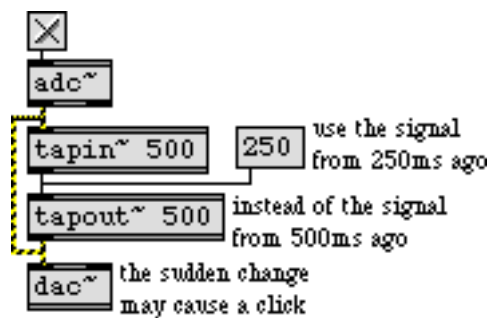 adc~
tapin~ 500
250
use the signal
from 250ms ago
tapout~ 500
instead of the signal
from 500ms ago
dac~
the sudden change
may cause a click